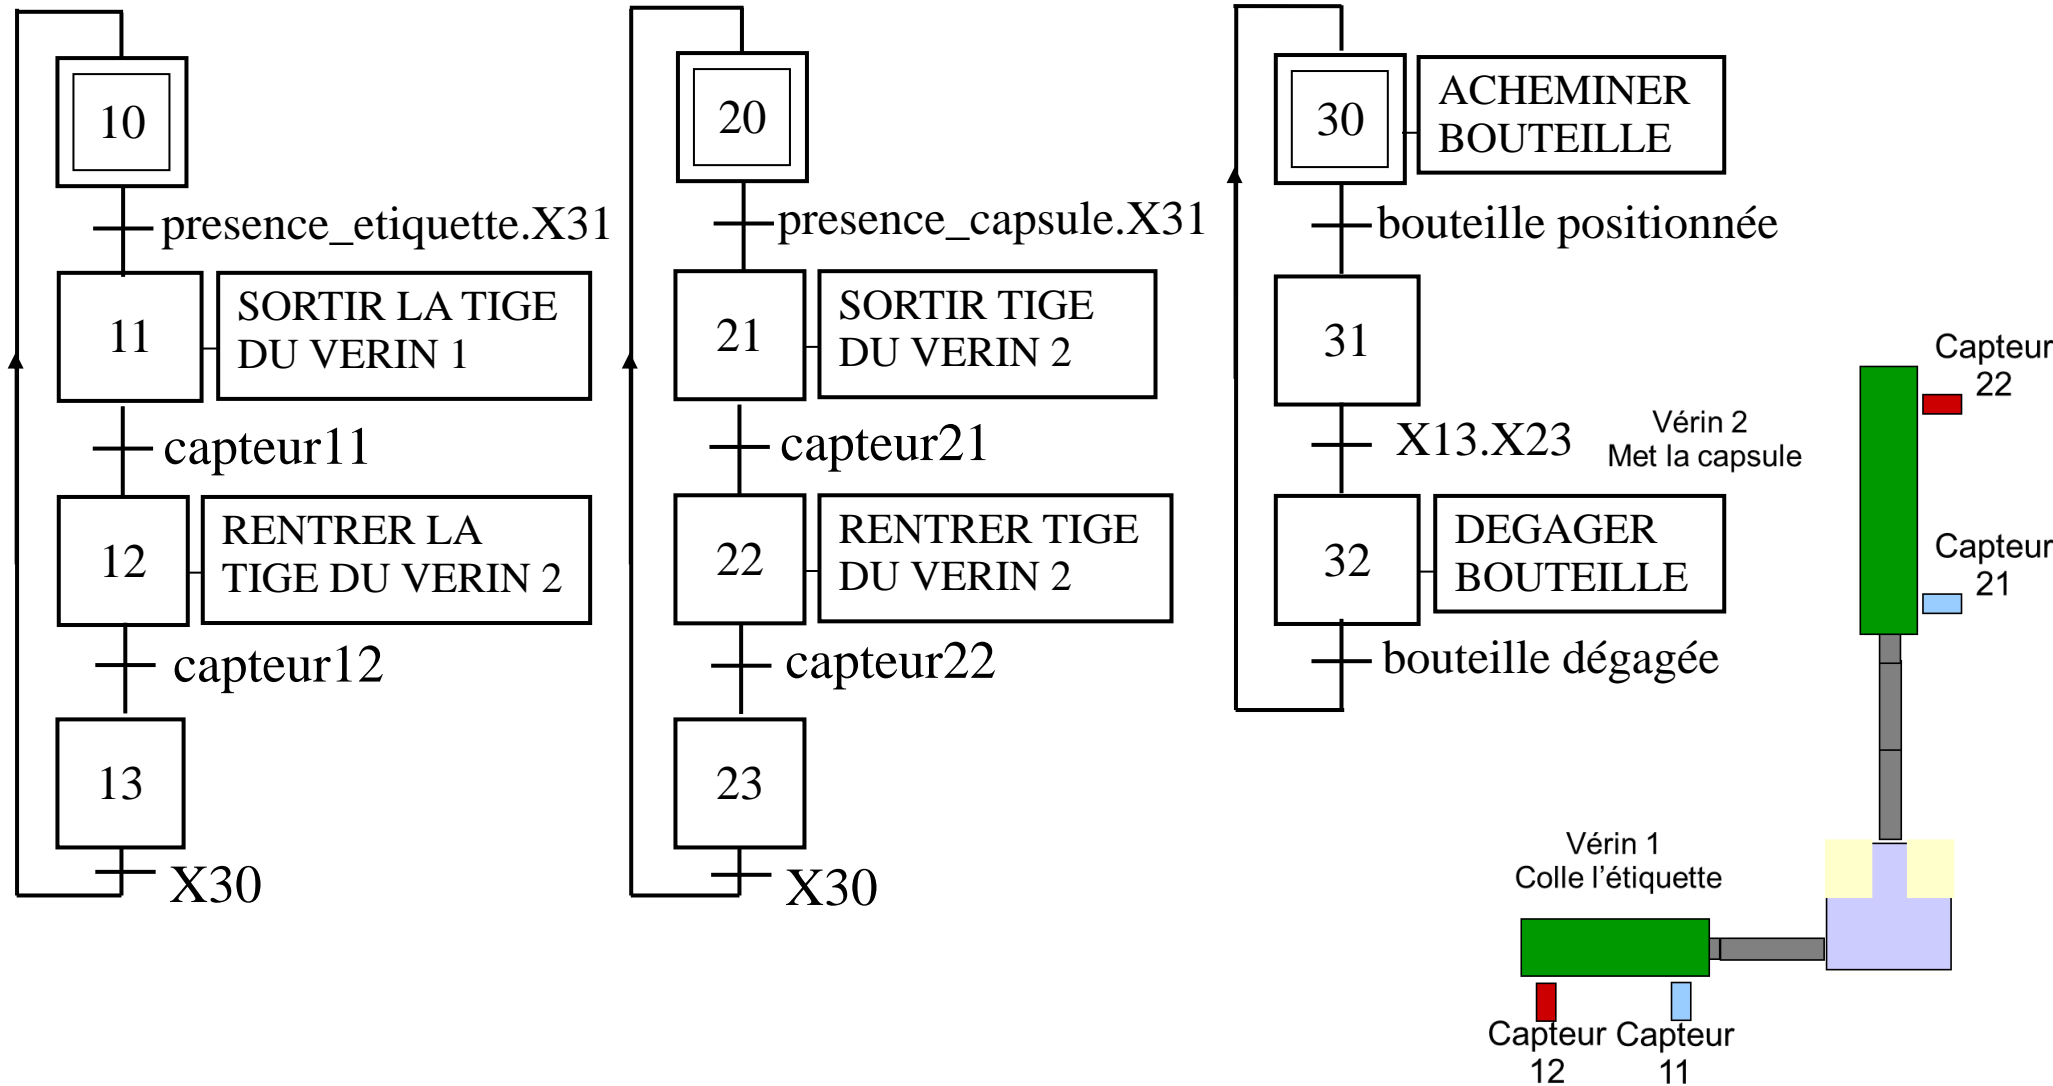 10
presence_etiquette.X31
11
SORTIR LA TIGE
DU VERIN 1
capteur11
12
RENTRER LA
TIGE DU VERIN 2
capteur12
13
X30
20
presence_capsule.X31
21
SORTIR TIGE
DU VERIN 2
capteur21
22
RENTRER TIGE
DU VERIN 2
capteur22
23
X30
30
ACHEMINER
BOUTEILLE
bouteille positionnée
31
X13.X23
32
DEGAGER
BOUTEILLE
bouteille dégagée
Capteur
22
Vérin 2
Met la capsule
Capteur
21
Vérin 1
Colle l'étiquette
Capteur
12
Capteur
11